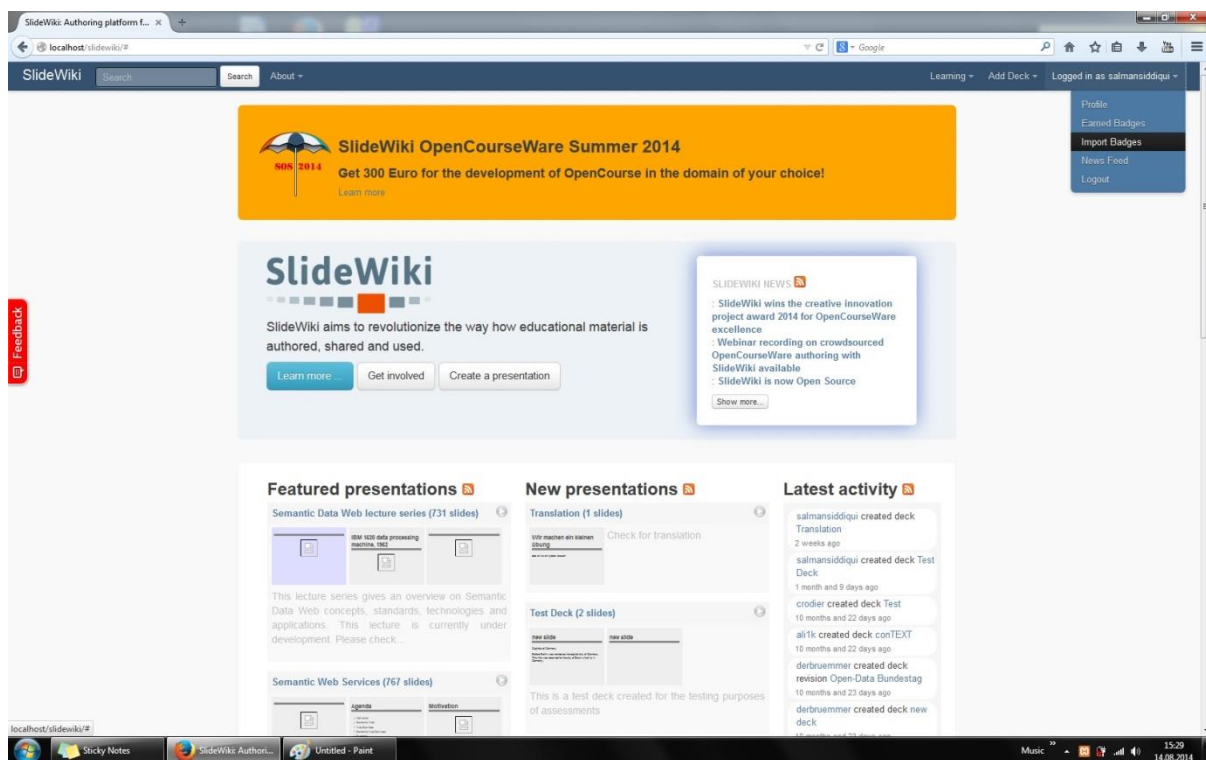 SlideWiki: Authoring platform f...
localhost/slidewiki/#
Google
SlideWiki
Search
Search
About
Learning
Add Deck
Logged in as salmansiddiqui
Profile
Earned Badges
Import Badges
News Feed
Logout
SOS 2014
SlideWiki OpenCourseWare Summer 2014
Get 300 Euro for the development of OpenCourse in the domain of your choice!
Learn more
Feedback
SlideWiki
SlideWiki aims to revolutionize the way how educational material is
authored, shared and used.
Learn more ...
Get involved
Create a presentation
SLIDEWIKI NEWS
: SlideWiki wins the creative innovation
project award 2014 for OpenCourseWare
excellence
: Webinar recording on crowdsourced
OpenCourseWare authoring with
SlideWiki available
: SlideWiki is now Open Source
Show more...
Featured presentations
Semantic Data Web lecture series (731 slides)
IBM 1620 data processing
machine, 1962
This lecture series gives an overview on Semantic
Data Web concepts, standards, technologies and
applications. This lecture is currently under
development. Please check...
Semantic Web Services (767 slides)
Agenda
Motivation
New presentations
Translation (1 slides)
Wir machen ein kleinen
Übung
Check for translation
Test Deck (2 slides)
new slide
new slide
This is a test deck created for the testing purposes
of assessments
Latest activity
salmansiddiqui created deck
Translation
2 weeks ago
salmansiddiqui created deck Test
Deck
1 month and 9 days ago
crodier created deck Test
10 months and 22 days ago
ali1k created deck conTEXT
10 months and 22 days ago
derbruemmer created deck
revision Open-Data Bundestag
10 months and 23 days ago
derbruemmer created deck new
deck
localhost/slidewiki/#
Sticky Notes
SlideWiki: Authori...
Untitled - Paint
Music
15:29
14.08.2014